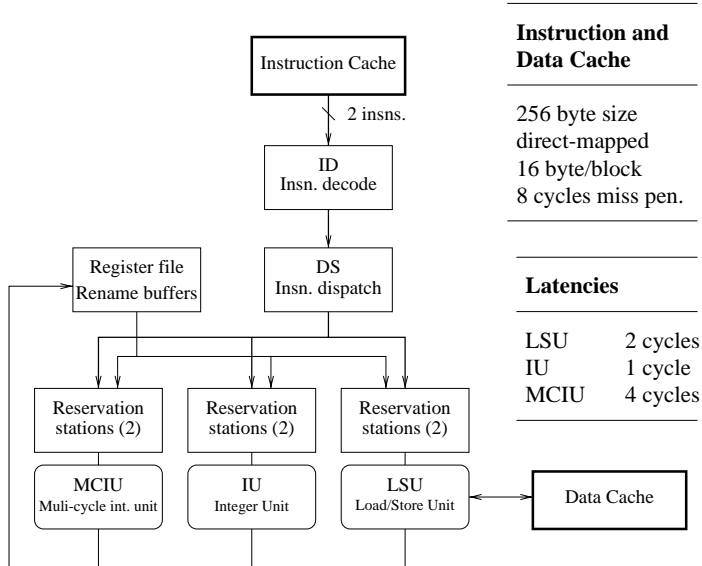 Instruction Cache
2 insns.
ID
Insn. decode
DS
Insn. dispatch
Register file
Rename buffers
Reservation
stations (2)
Reservation
stations (2)
Reservation
stations (2)
MCIU
Muli-cycle int. unit
IU
Integer Unit
LSU
Load/Store Unit
Data Cache
Instruction and
Data Cache
256 byte size
direct-mapped
16 byte/block
8 cycles miss pen.
Latencies
LSU 2 cycles
IU 1 cycle
MCIU 4 cycles